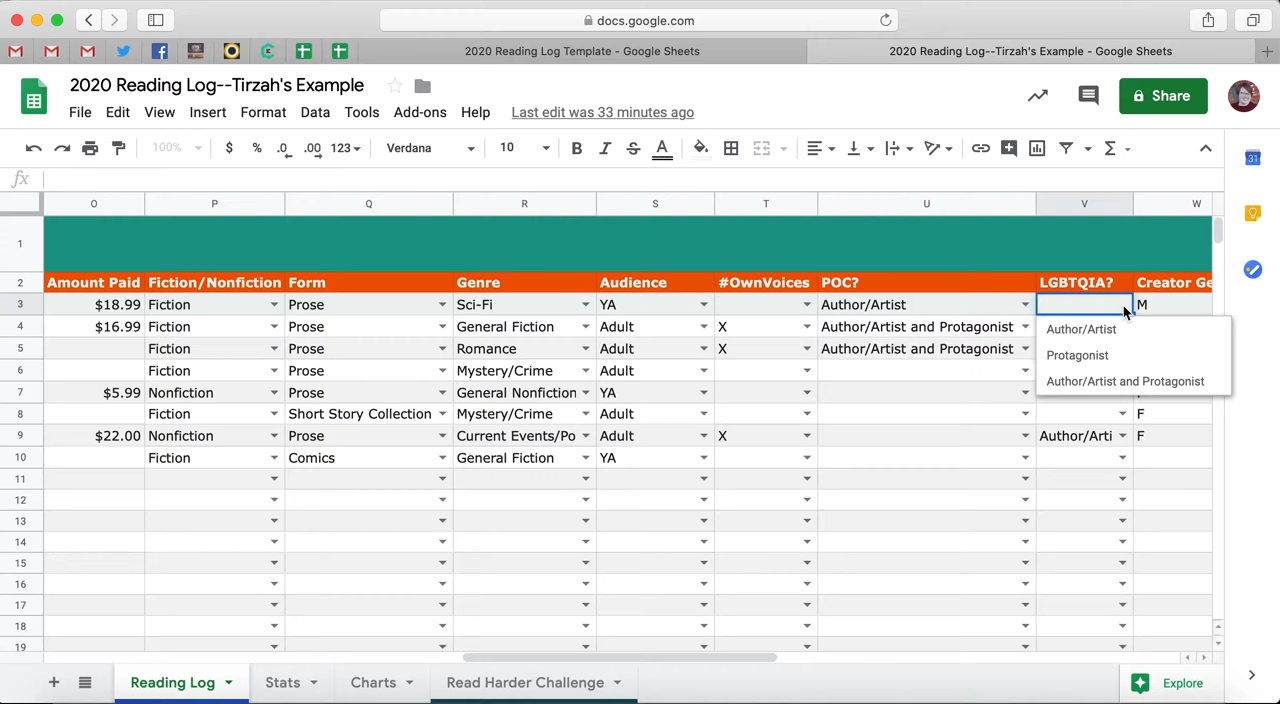 docs.google.com
2020 Reading Log Template - Google Sheets
2020 Reading Log--Tirzah's Example - Google Sheets
2020 Reading Log--Tirzah's Example
File Edit View Insert Format Data Tools Add-ons Help Last edit was 33 minutes ago
Share
100% $ % .0 .00 123 Verdana 10 B I S A Σ
fx
O P Q R S T U V W
1
2 Amount Paid Fiction/Nonfiction Form Genre Audience #OwnVoices POC? LGBTQIA? Creator Ge
3 $18.99 Fiction Prose Sci-Fi YA Author/Artist M
4 $16.99 Fiction Prose General Fiction Adult X Author/Artist and Protagonist
Author/Artist
5 Fiction Prose Romance Adult X Author/Artist and Protagonist
Protagonist
6 Fiction Prose Mystery/Crime Adult
Author/Artist and Protagonist
7 $5.99 Nonfiction Prose General Nonfiction YA
8 Fiction Short Story Collection Mystery/Crime Adult F
9 $22.00 Nonfiction Prose Current Events/Po Adult X Author/Arti F
10 Fiction Comics General Fiction YA
11
12
13
14
15
16
17
18
19
Reading Log Stats Charts Read Harder Challenge Explore
31